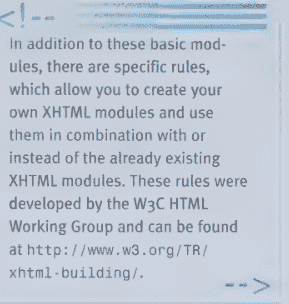 <!--
In addition to these basic mod-
ules, there are specific rules,
which allow you to create your
own XHTML modules and use
them in combination with or
instead of the already existing
XHTML modules. These rules were
developed by the W3C HTML
Working Group and can be found
at http://www.w3.org/TR/
xhtml-building/.
-->